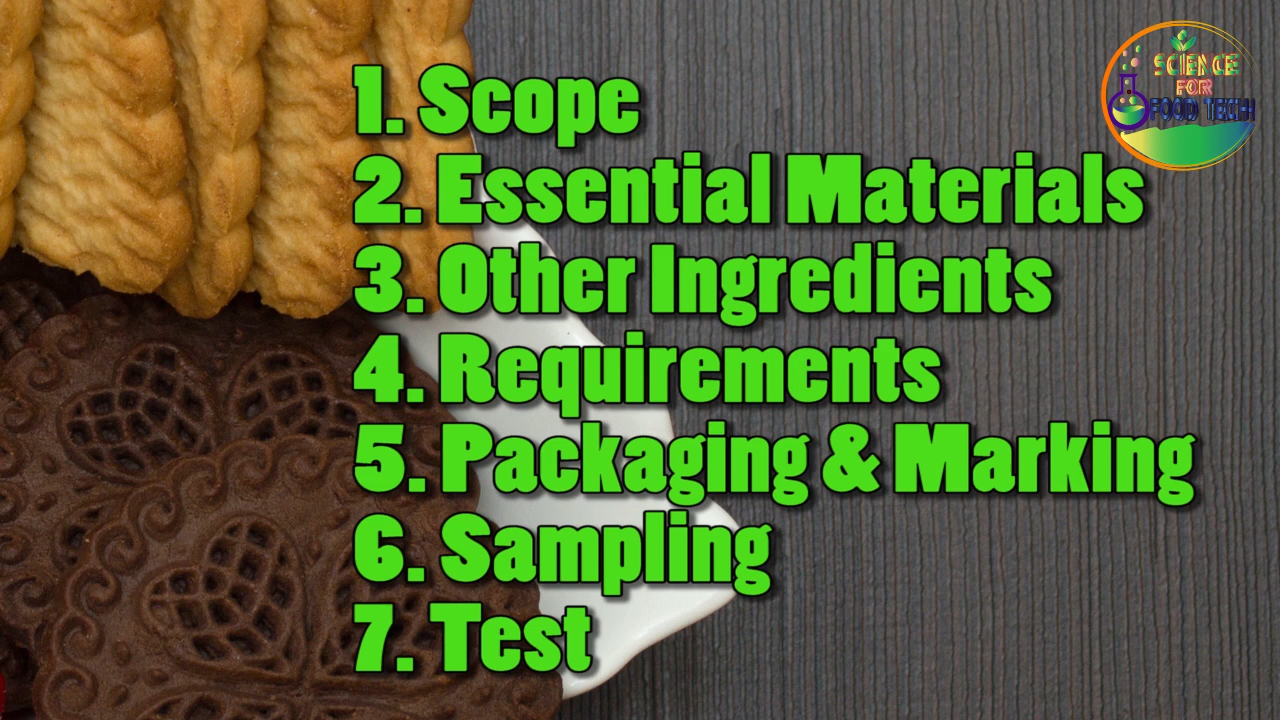 1. Scope
2. Essential Materials
3. Other Ingredients
4. Requirements
5. Packaging & Marking
6. Sampling
7. Test
SCIENCE
FOR
FOOD TECH